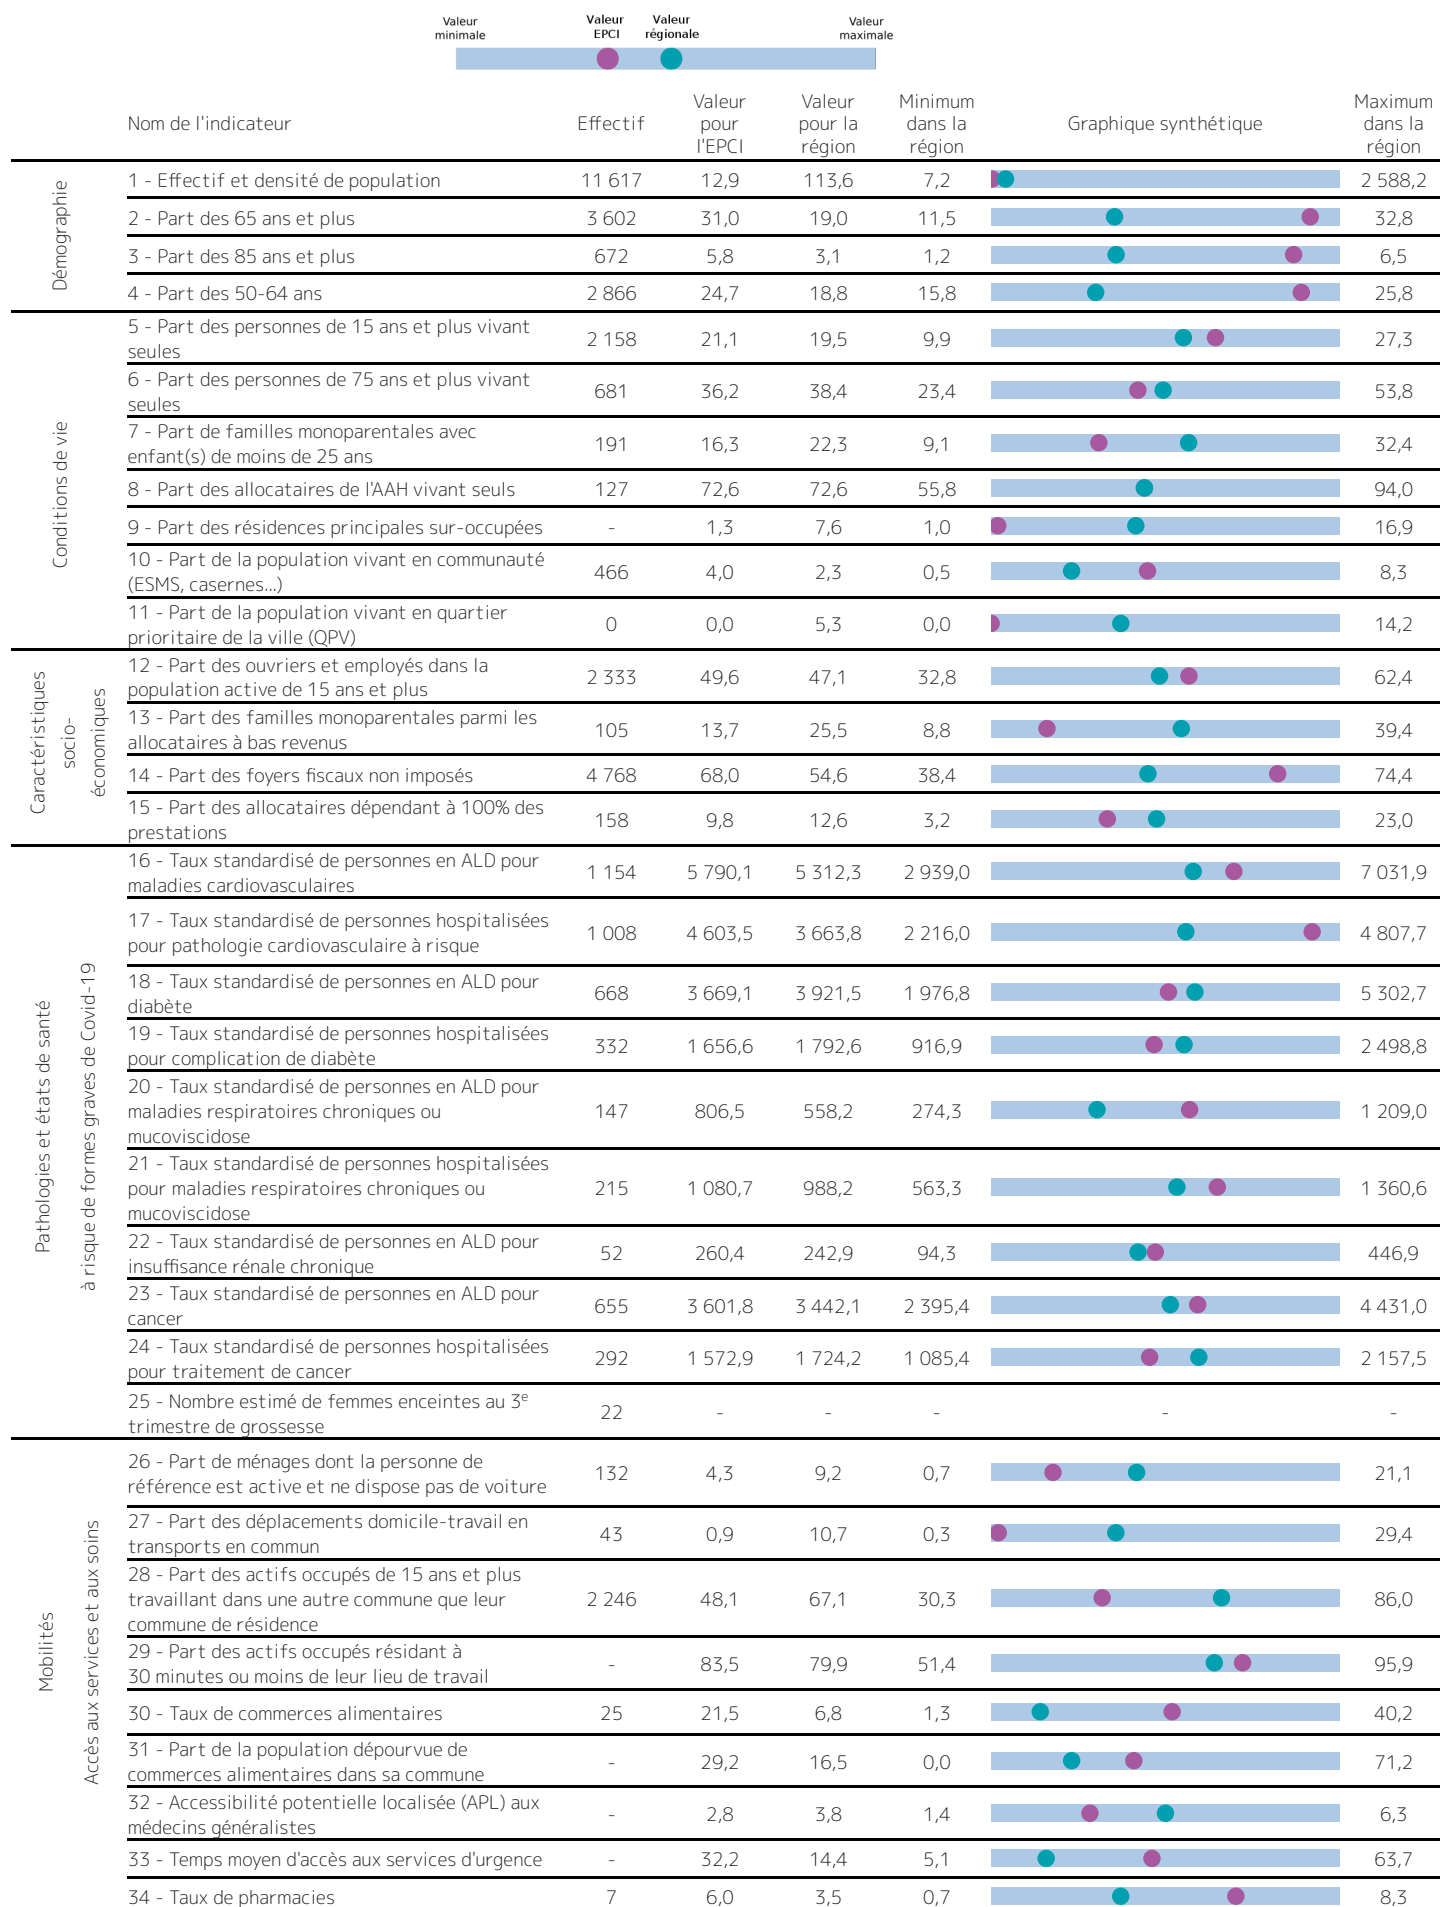 Valeur minimale
Valeur EPCI
Valeur régionale
Valeur maximale
Nom de l'indicateur
Effectif
Valeur pour l'EPCI
Valeur pour la région
Minimum dans la région
Graphique synthétique
Maximum dans la région
Démographie
1 - Effectif et densité de population 11 617 12,9 113,6 7,2 2 588,2
2 - Part des 65 ans et plus 3 602 31,0 19,0 11,5 32,8
3 - Part des 85 ans et plus 672 5,8 3,1 1,2 6,5
4 - Part des 50-64 ans 2 866 24,7 18,8 15,8 25,8
Conditions de vie
5 - Part des personnes de 15 ans et plus vivant
seules 2 158 21,1 19,5 9,9 27,3
6 - Part des personnes de 75 ans et plus vivant
seules 681 36,2 38,4 23,4 53,8
7 - Part de familles monoparentales avec
enfant(s) de moins de 25 ans 191 16,3 22,3 9,1 32,4
8 - Part des allocataires de l'AAH vivant seuls 127 72,6 72,6 55,8 94,0
9 - Part des résidences principales sur-occupées - 1,3 7,6 1,0 16,9
10 - Part de la population vivant en communauté
(ESMS, casernes...) 466 4,0 2,3 0,5 8,3
11 - Part de la population vivant en quartier
prioritaire de la ville (QPV) 0 0,0 5,3 0,0 14,2
Caractéristiques
socio-
économiques
12 - Part des ouvriers et employés dans la
population active de 15 ans et plus 2 333 49,6 47,1 32,8 62,4
13 - Part des familles monoparentales parmi les
allocataires à bas revenus 105 13,7 25,5 8,8 39,4
14 - Part des foyers fiscaux non imposés 4 768 68,0 54,6 38,4 74,4
15 - Part des allocataires dépendant à 100% des
prestations 158 9,8 12,6 3,2 23,0
Pathologies et états de santé
à risque de formes graves de Covid-19
16 - Taux standardisé de personnes en ALD pour
maladies cardiovasculaires 1 154 5 790,1 5 312,3 2 939,0 7 031,9
17 - Taux standardisé de personnes hospitalisées
pour pathologie cardiovasculaire à risque 1 008 4 603,5 3 663,8 2 216,0 4 807,7
18 - Taux standardisé de personnes en ALD pour
diabète 668 3 669,1 3 921,5 1 976,8 5 302,7
19 - Taux standardisé de personnes hospitalisées
pour complication de diabète 332 1 656,6 1 792,6 916,9 2 498,8
20 - Taux standardisé de personnes en ALD pour
maladies respiratoires chroniques ou 147 806,5 558,2 274,3 1 209,0
mucoviscidose
21 - Taux standardisé de personnes hospitalisées
pour maladies respiratoires chroniques ou 215 1 080,7 988,2 563,3 1 360,6
mucoviscidose
22 - Taux standardisé de personnes en ALD pour
insuffisance rénale chronique 52 260,4 242,9 94,3 446,9
23 - Taux standardisé de personnes en ALD pour
cancer 655 3 601,8 3 442,1 2 395,4 4 431,0
24 - Taux standardisé de personnes hospitalisées
pour traitement de cancer 292 1 572,9 1 724,2 1 085,4 2 157,5
25 - Nombre estimé de femmes enceintes au 3e
trimestre de grossesse 22 - - - - -
Mobilités
Accès aux services et aux soins
26 - Part de ménages dont la personne de
référence est active et ne dispose pas de voiture 132 4,3 9,2 0,7 21,1
27 - Part des déplacements domicile-travail en
transports en commun 43 0,9 10,7 0,3 29,4
28 - Part des actifs occupés de 15 ans et plus
travaillant dans une autre commune que leur 2 246 48,1 67,1 30,3 86,0
commune de résidence
29 - Part des actifs occupés résidant à
30 minutes ou moins de leur lieu de travail - 83,5 79,9 51,4 95,9
30 - Taux de commerces alimentaires 25 21,5 6,8 1,3 40,2
31 - Part de la population dépourvue de
commerces alimentaires dans sa commune - 29,2 16,5 0,0 71,2
32 - Accessibilité potentielle localisée (APL) aux
médecins généralistes - 2,8 3,8 1,4 6,3
33 - Temps moyen d'accès aux services d'urgence - 32,2 14,4 5,1 63,7
34 - Taux de pharmacies 7 6,0 3,5 0,7 8,3